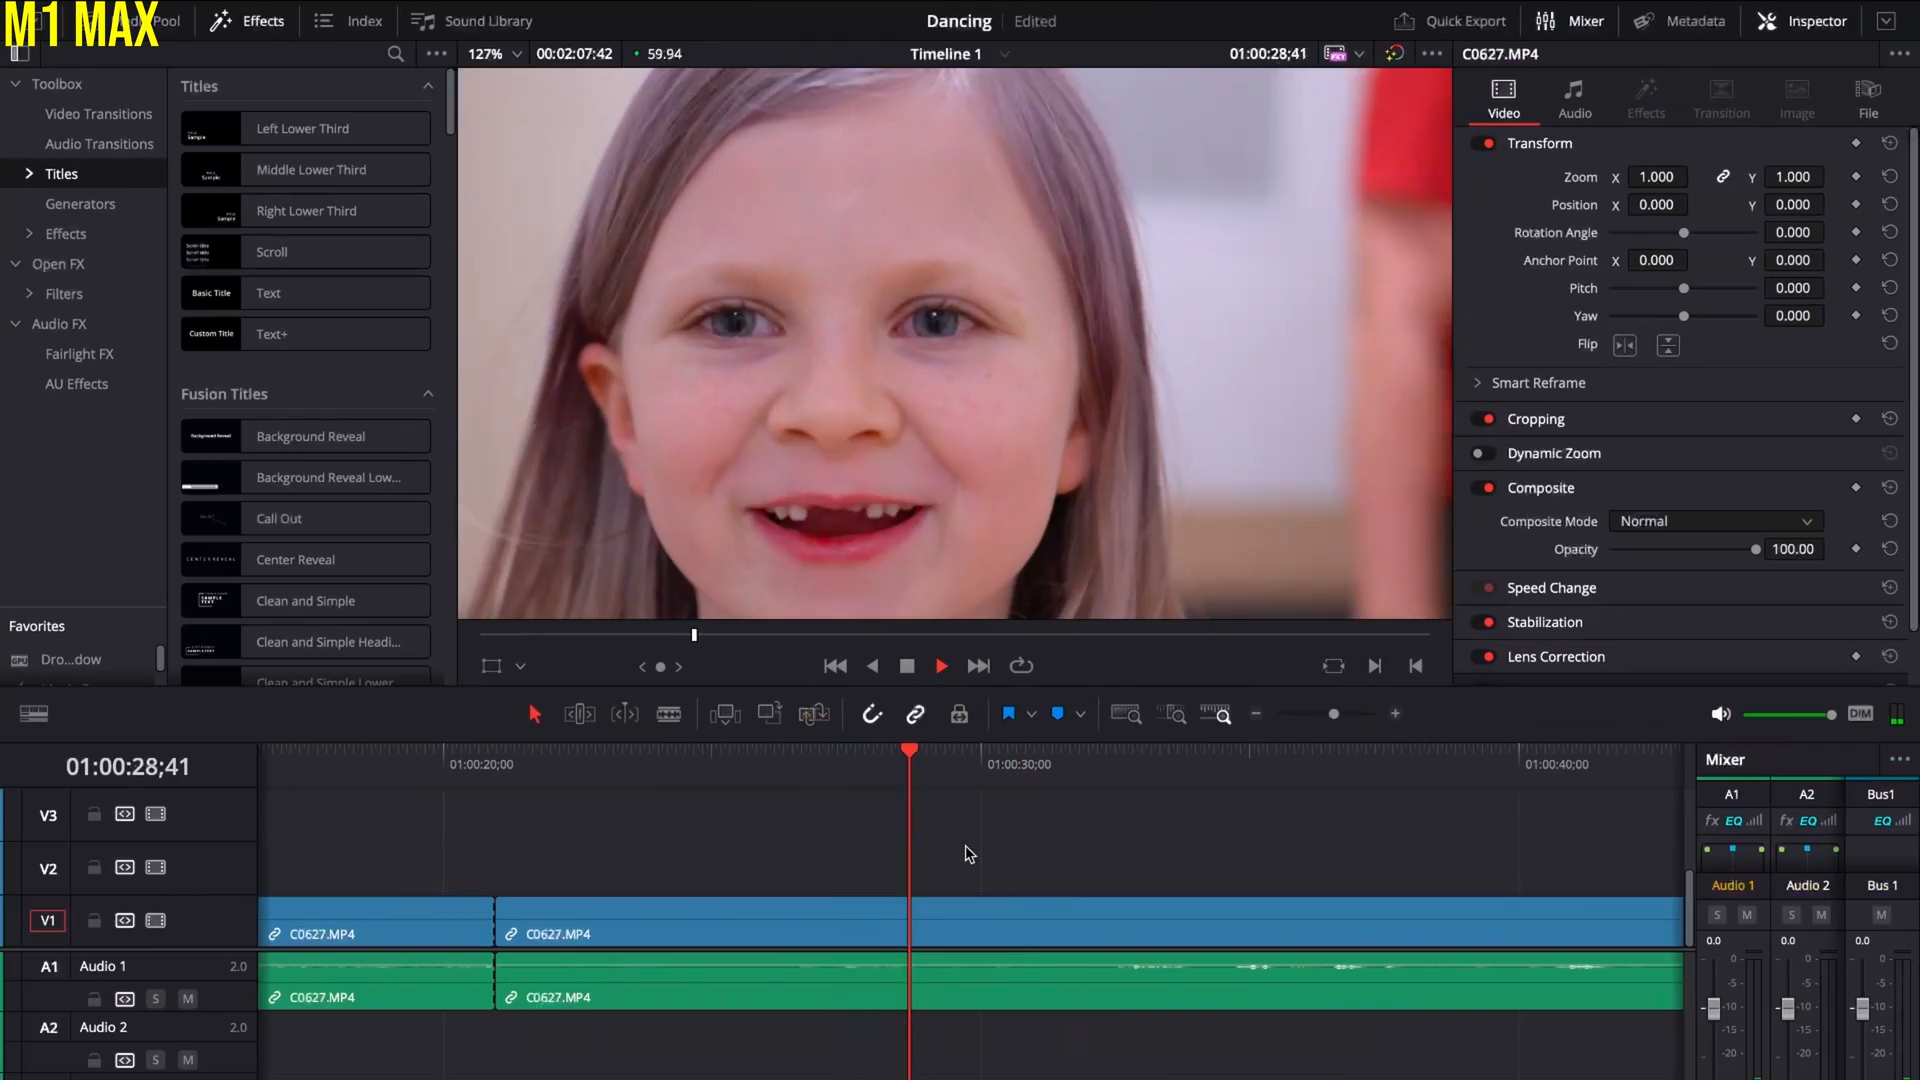 M1 MAX
Pool
Effects
Index
Sound Library
Dancing
Edited
Quick Export
Mixer
Metadata
Inspector
127%
00:02:07:42
59.94
Timeline 1
01:00:28;41
C0627.MP4
Toolbox
Video Transitions
Audio Transitions
Titles
Generators
Effects
Open FX
Filters
Audio FX
Fairlight FX
AU Effects
Favorites
Dro...dow
Titles
Sample Left Lower Third
Sample Middle Lower Third
Sample Right Lower Third
Scroll
Basic Title Text
Custom Title Text+
Fusion Titles
Background Reveal Background Reveal
Background Reveal Low...
Call Out
CENTER REVEAL Center Reveal
SAMPLE TEXT Clean and Simple
Clean and Simple Headi...
Clean and Simple Lower
Video
Audio
Effects
Transition
Image
File
Transform
Zoom X 1.000 Y 1.000
Position X 0.000 Y 0.000
Rotation Angle 0.000
Anchor Point X 0.000 Y 0.000
Pitch 0.000
Yaw 0.000
Flip
Smart Reframe
Cropping
Dynamic Zoom
Composite
Composite Mode Normal
Opacity 100.00
Speed Change
Stabilization
Lens Correction
DIM
01:00:28;41
01:00:20;00
01:00:30;00
01:00:40;00
V3
V2
V1
C0627.MP4
C0627.MP4
A1 Audio 1 2.0
S M
C0627.MP4
C0627.MP4
A2 Audio 2 2.0
S M
Mixer
A1 A2 Bus1
fx EQ fx EQ EQ
Audio 1 Audio 2 Bus 1
S M S M M
0.0 0.0 0.0
0 0 0
-5 -5 -5
-10 -10 -10
-15 -15 -15
-20 -20 -20